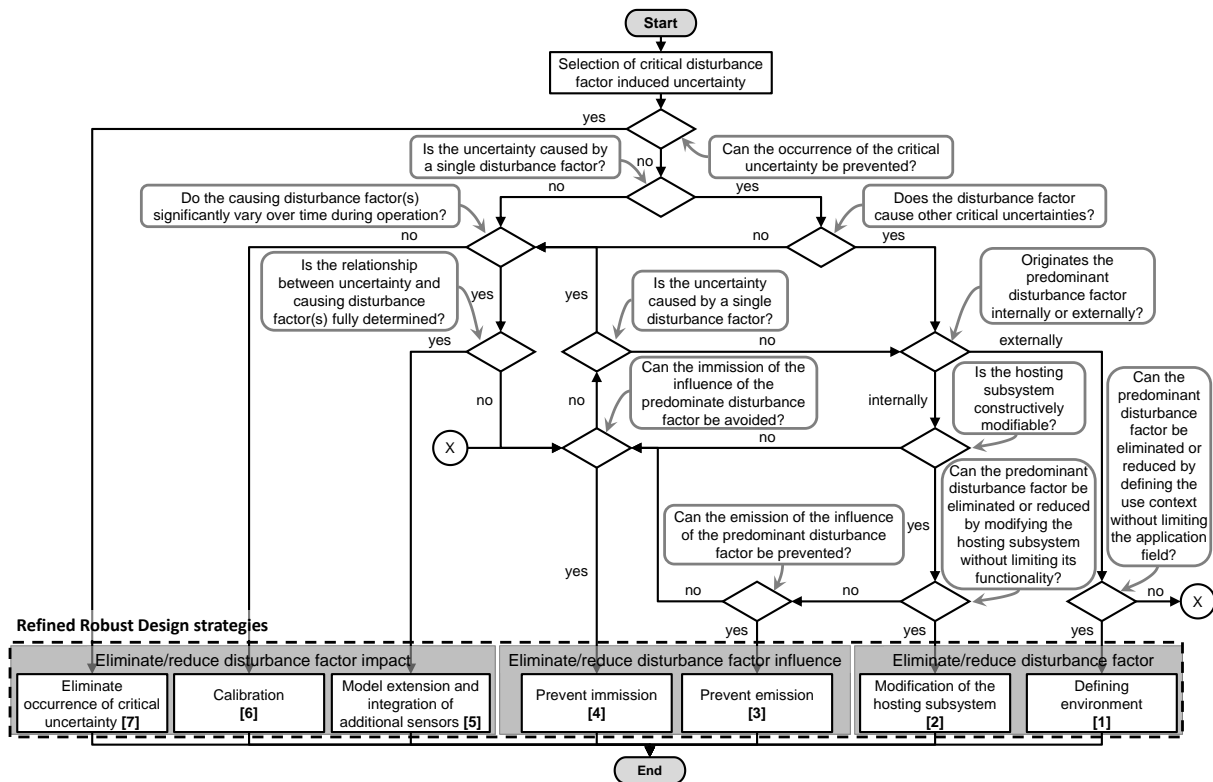 Start
Selection of critical disturbance
factor induced uncertainty
yes
Is the uncertainty caused by
a single disturbance factor?
no
Can the occurrence of the critical
uncertainty be prevented?
no
yes
Do the causing disturbance factor(s)
significantly vary over time during operation?
Does the disturbance factor
cause other critical uncertainties?
no
no
yes
Is the relationship
between uncertainty and
causing disturbance
factor(s) fully determined?
yes
yes
Is the uncertainty
caused by a single
disturbance factor?
Originates the
predominant
disturbance factor
internally or externally?
yes
no
externally
no
no
Can the immission of the
influence of the
predominate disturbance
factor be avoided?
internally
Is the hosting
subsystem
constructively
modifiable?
Can the
predominant
disturbance
factor be
eliminated or
reduced by
defining the
use context
without limiting
the application
field?
X
no
Can the predominant
disturbance factor be
eliminated or reduced
by modifying the
hosting subsystem
without limiting its
functionality?
yes
Can the emission of the influence
of the predominant disturbance
factor be prevented?
yes
no
no
no
X
yes
yes
yes
Refined Robust Design strategies
Eliminate/reduce disturbance factor impact
Eliminate/reduce disturbance factor influence
Eliminate/reduce disturbance factor
Eliminate
occurrence of critical
uncertainty [7]
Calibration
[6]
Model extension and
integration of
additional sensors [5]
Prevent immission
[4]
Prevent emission
[3]
Modification of the
hosting subsystem
[2]
Defining
environment
[1]
End